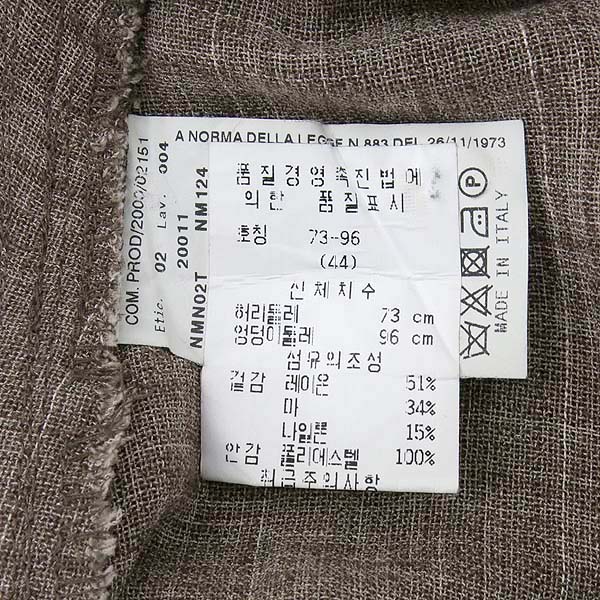 A NORMA DELLA LEGGE N.883 DEL 26/11/1973
COM. PROD/2003/02151
Etic. 02 Lav. 004
20011
NMN02T NM124
품질경영촉진법에
의한 품질표시
호칭 73-96
(44)
신체치수
허리둘레 73 cm
엉덩이둘레 96 cm
섬유의조성
겉감 레이온 51%
마 34%
나일론 15%
안감 폴리에스텔 100%
취급주의사항
P
MADE IN ITALY